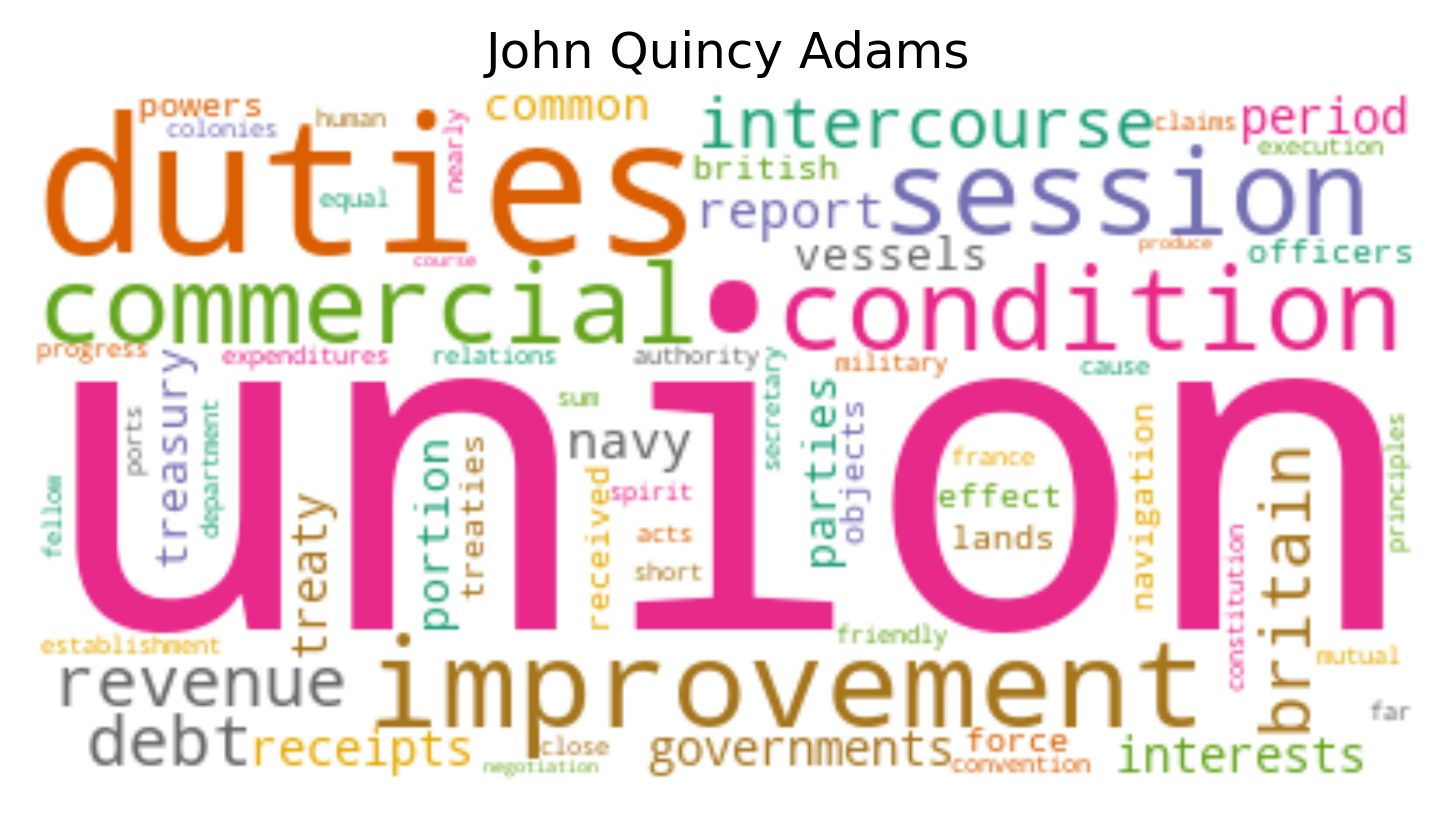 John Quincy Adams
powers
common
intercourse
claims
period
colonies
human
nearly
execution
duties
british
session
equal
report
course
vessels
produce
officers
commercial
condition
progress
expenditures
relations
authority
secretary
military
cause
union
treasury
ports
department
sum
navy
parties
objects
france
navigation
principles
fellow
treaty
portion
treaties
received
spirit
effect
acts
lands
short
constitution
britain
establishment
friendly
mutual
revenue
improvement
far
debt
receipts
close
negotiation
governments
force
convention
interests